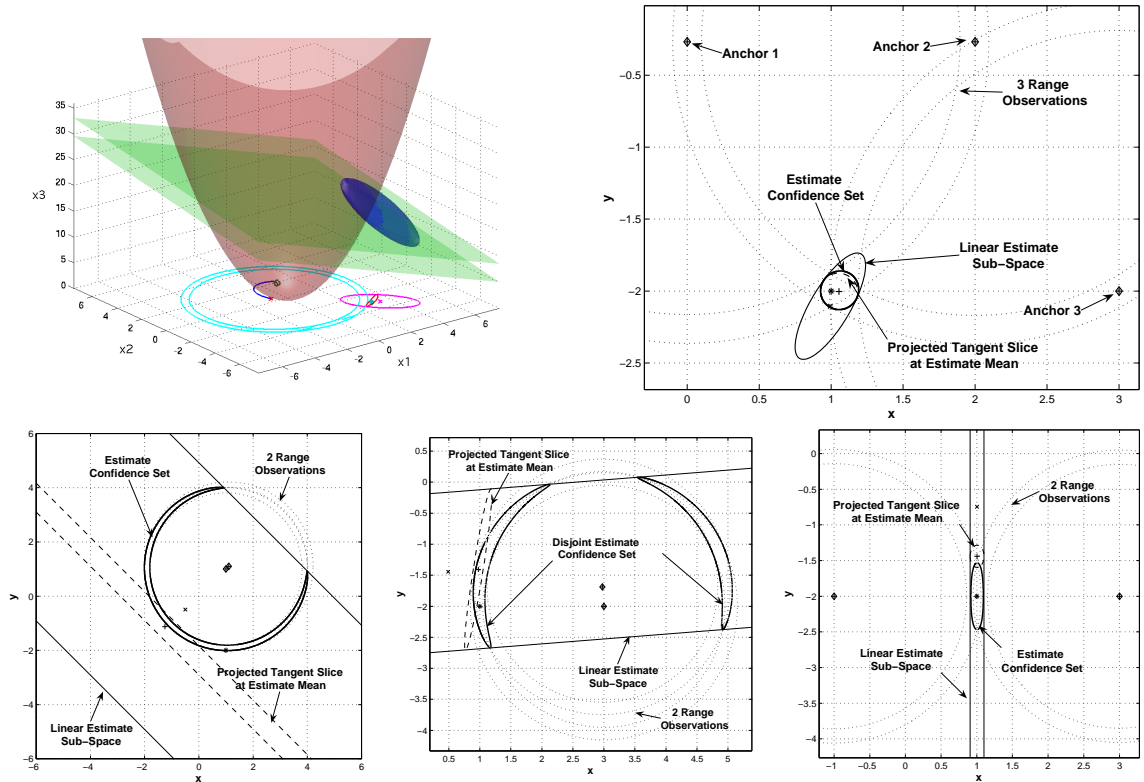 35
30
25
20
15
10
5
0
x3
6
4
2
0
-2
-4
-6
x2
-6
-4
-2
0
2
4
6
x1
Anchor 1
Anchor 2
3 Range
Observations
Estimate
Confidence Set
Linear Estimate
Sub-Space
Anchor 3
Projected Tangent Slice
at Estimate Mean
-0.5
-1
-1.5
-2
-2.5
y
0
0.5
1
1.5
2
2.5
3
x
6
4
2
0
-2
-4
-6
y
Estimate
Confidence Set
2 Range
Observations
Projected Tangent Slice
at Estimate Mean
Linear Estimate
Sub-Space
-6
-4
-2
0
2
4
6
x
0.5
0
-0.5
-1
-1.5
-2
-2.5
-3
-3.5
-4
y
Projected Tangent Slice
at Estimate Mean
Disjoint Estimate
Confidence Set
Linear Estimate
Sub-Space
2 Range
Observations
0.5
1
1.5
2
2.5
3
3.5
4
4.5
5
x
0
-0.5
-1
-1.5
-2
-2.5
-3
-3.5
-4
y
2 Range
Observations
Projected Tangent Slice
at Estimate Mean
Linear Estimate
Sub-Space
Estimate
Confidence Set
-1
-0.5
0
0.5
1
1.5
2
2.5
3
x